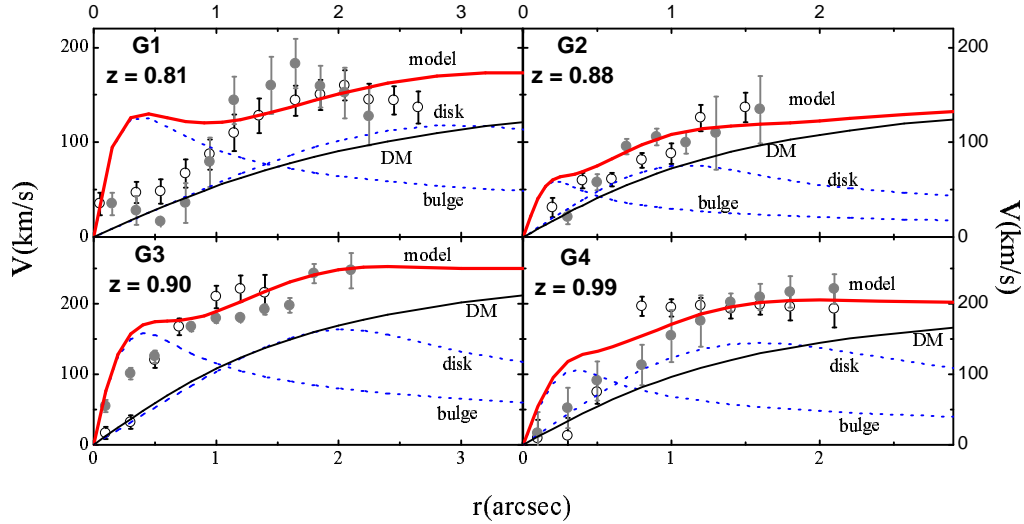 0 1 2 3 0 1 2
200 G1 model G2 200
z = 0.81 z = 0.88 model
disk
100 DM DM 100
disk
bulge bulge
0 0
V(km/s) V(km/s)
G3 model G4
z = 0.90 z = 0.99 model
200 DM 200
DM
disk disk
100 100
bulge bulge
0 0
0 1 2 3 0 1 2
r(arcsec)